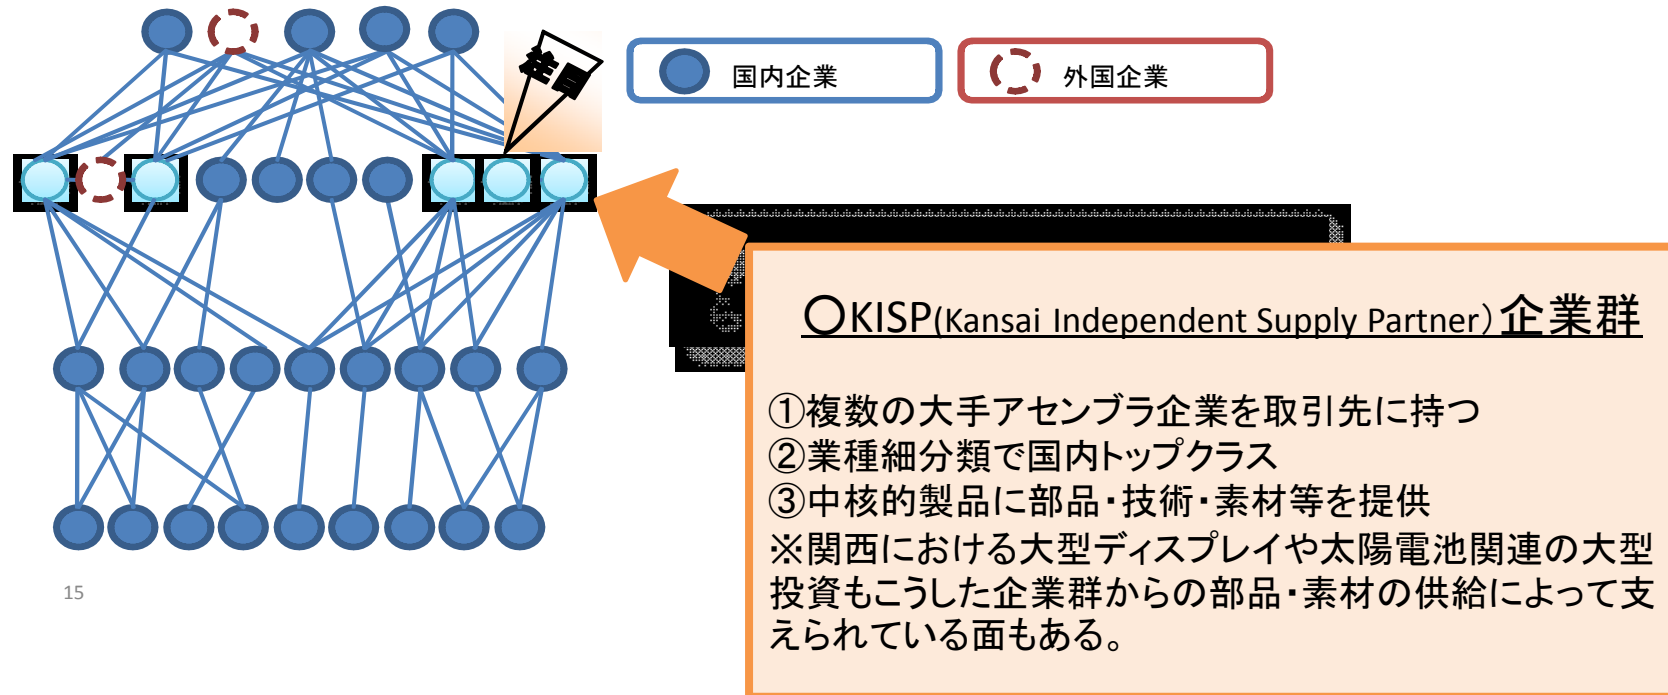 注目
国内企業
外国企業
〇KISP(Kansai Independent Supply Partner)企業群
①複数の大手アセンブラ企業を取引先に持つ
②業種細分類で国内トップクラス
③中核的製品に部品・技術・素材等を提供
※関西における大型ディスプレイや太陽電池関連の大型
投資もこうした企業群からの部品・素材の供給によって支
えられている面もある。
15